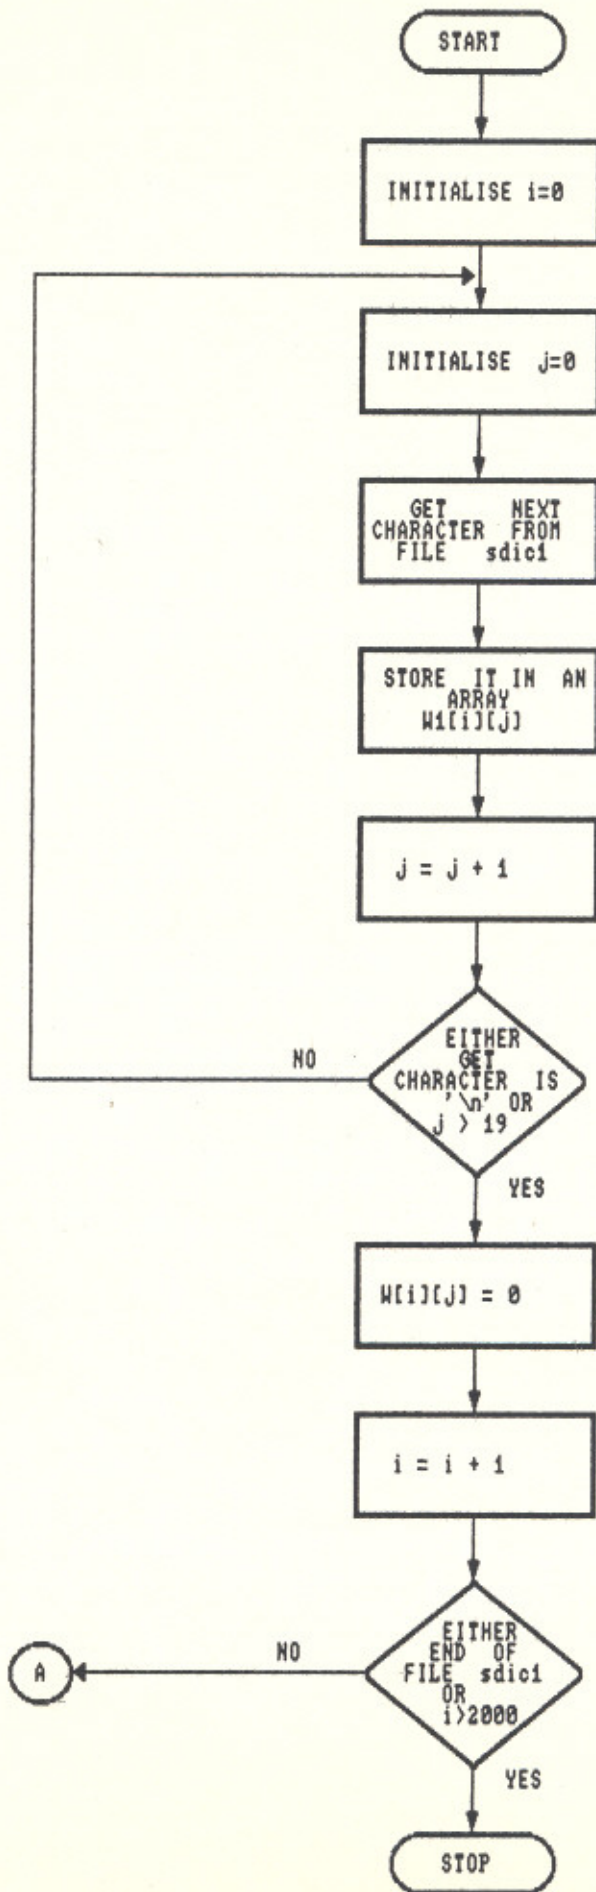 START
INITIALISE i=0
INITIALISE j=0
GET NEXT
CHARACTER FROM
FILE sdic1
STORE IT IN AN
ARRAY
W1[i][j]
j = j + 1
EITHER
GET
CHARACTER IS
'\n' OR
j > 19
NO
YES
W[i][j] = 0
i = i + 1
EITHER
END OF
FILE sdic1
OR
i>2000
NO
A
YES
STOP